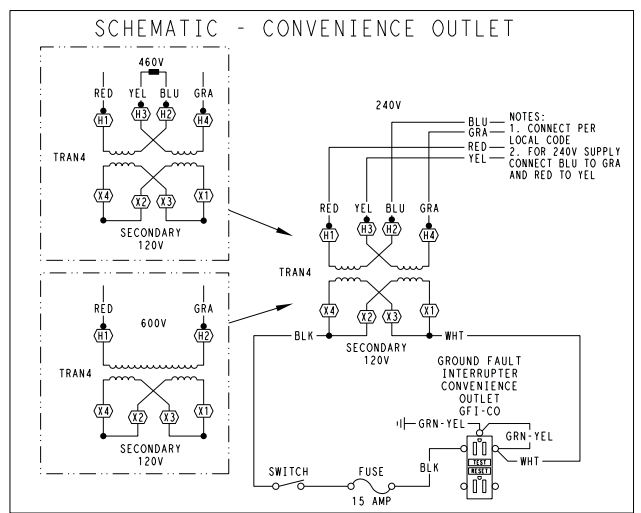 SCHEMATIC - CONVENIENCE OUTLET
460V
RED YEL BLU GRA
H1 H3 H2 H4
TRAN4
X4 X2 X3 X1
SECONDARY
120V
600V
RED GRA
H1 H2
TRAN4
X4 X2 X3 X1
SECONDARY
120V
240V
BLU
GRA
RED
YEL
NOTES:
1. CONNECT PER
LOCAL CODE
2. FOR 240V SUPPLY
CONNECT BLU TO GRA
AND RED TO YEL
RED YEL BLU GRA
H1 H3 H2 H4
TRAN4
X4 X2 X3 X1
BLK WHT
SECONDARY
120V
GROUND FAULT
INTERRUPTER
CONVENIENCE
OUTLET
GFI-CO
GRN-YEL
GRN-YEL
WHT
TEST
RESET
BLK
SWITCH FUSE
15 AMP